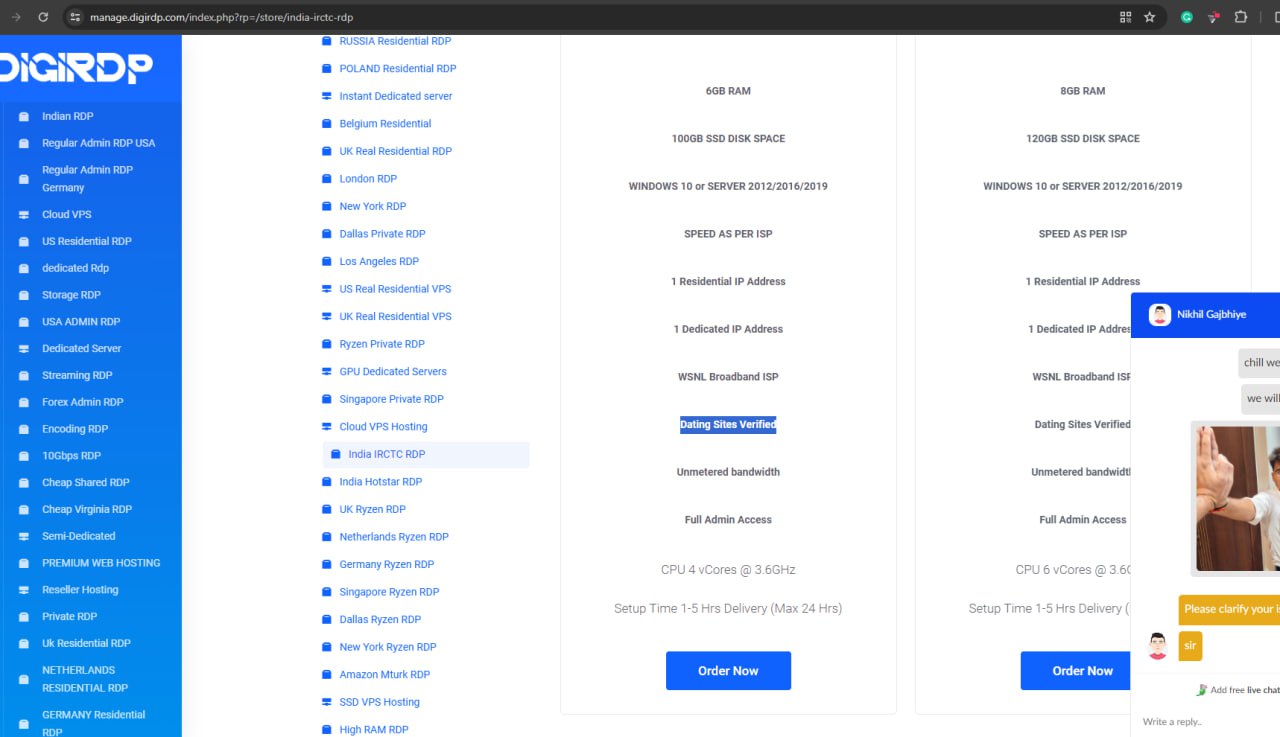 manage.digirdp.com/index.php?rp=/store/india-irctc-rdp
DIGIRDP
Indian RDP
Regular Admin RDP USA
Regular Admin RDP
Germany
Cloud VPS
US Residential RDP
dedicated Rdp
Storage RDP
USA ADMIN RDP
Dedicated Server
Streaming RDP
Forex Admin RDP
Encoding RDP
10Gbps RDP
Cheap Shared RDP
Cheap Virginia RDP
Semi-Dedicated
PREMIUM WEB HOSTING
Reseller Hosting
Private RDP
Uk Residential RDP
NETHERLANDS
RESIDENTIAL RDP
GERMANY Residential
RDP
RUSSIA Residential RDP
POLAND Residential RDP
Instant Dedicated server
Belgium Residential
UK Real Residential RDP
London RDP
New York RDP
Dallas Private RDP
Los Angeles RDP
US Real Residential VPS
UK Real Residential VPS
Ryzen Private RDP
GPU Dedicated Servers
Singapore Private RDP
Cloud VPS Hosting
India IRCTC RDP
India Hotstar RDP
UK Ryzen RDP
Netherlands Ryzen RDP
Germany Ryzen RDP
Singapore Ryzen RDP
Dallas Ryzen RDP
New York Ryzen RDP
Amazon Mturk RDP
SSD VPS Hosting
High RAM RDP
6GB RAM
100GB SSD DISK SPACE
WINDOWS 10 or SERVER 2012/2016/2019
SPEED AS PER ISP
1 Residential IP Address
1 Dedicated IP Address
WSNL Broadband ISP
Dating Sites Verified
Unmetered bandwidth
Full Admin Access
CPU 4 vCores @ 3.6GHz
Setup Time 1-5 Hrs Delivery (Max 24 Hrs)
Order Now
8GB RAM
120GB SSD DISK SPACE
WINDOWS 10 or SERVER 2012/2016/2019
SPEED AS PER ISP
1 Residential IP Address
1 Dedicated IP Addres
WSNL Broadband ISP
Dating Sites Verified
Unmetered bandwidt
Full Admin Access
CPU 6 vCores @ 3.6G
Setup Time 1-5 Hrs Delivery (
Order Now
Nikhil Gajbhiye
chill we
we will
Please clarify your is
sir
Add free live chat
Write a reply..